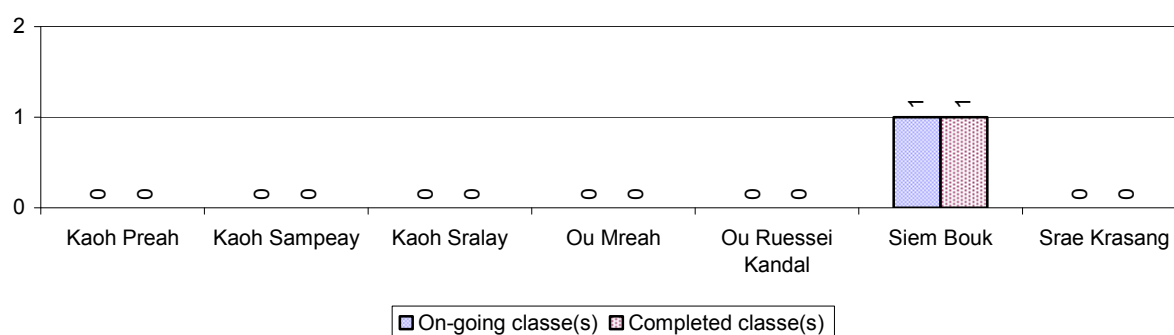 2
1
0
1 1
0 0 0 0 0 0 0 0 0 0 0 0
Kaoh Preah Kaoh Sampeay Kaoh Sralay Ou Mreah Ou Ruessei Siem Bouk Srae Krasang
Kandal
On-going classe(s) Completed classe(s)